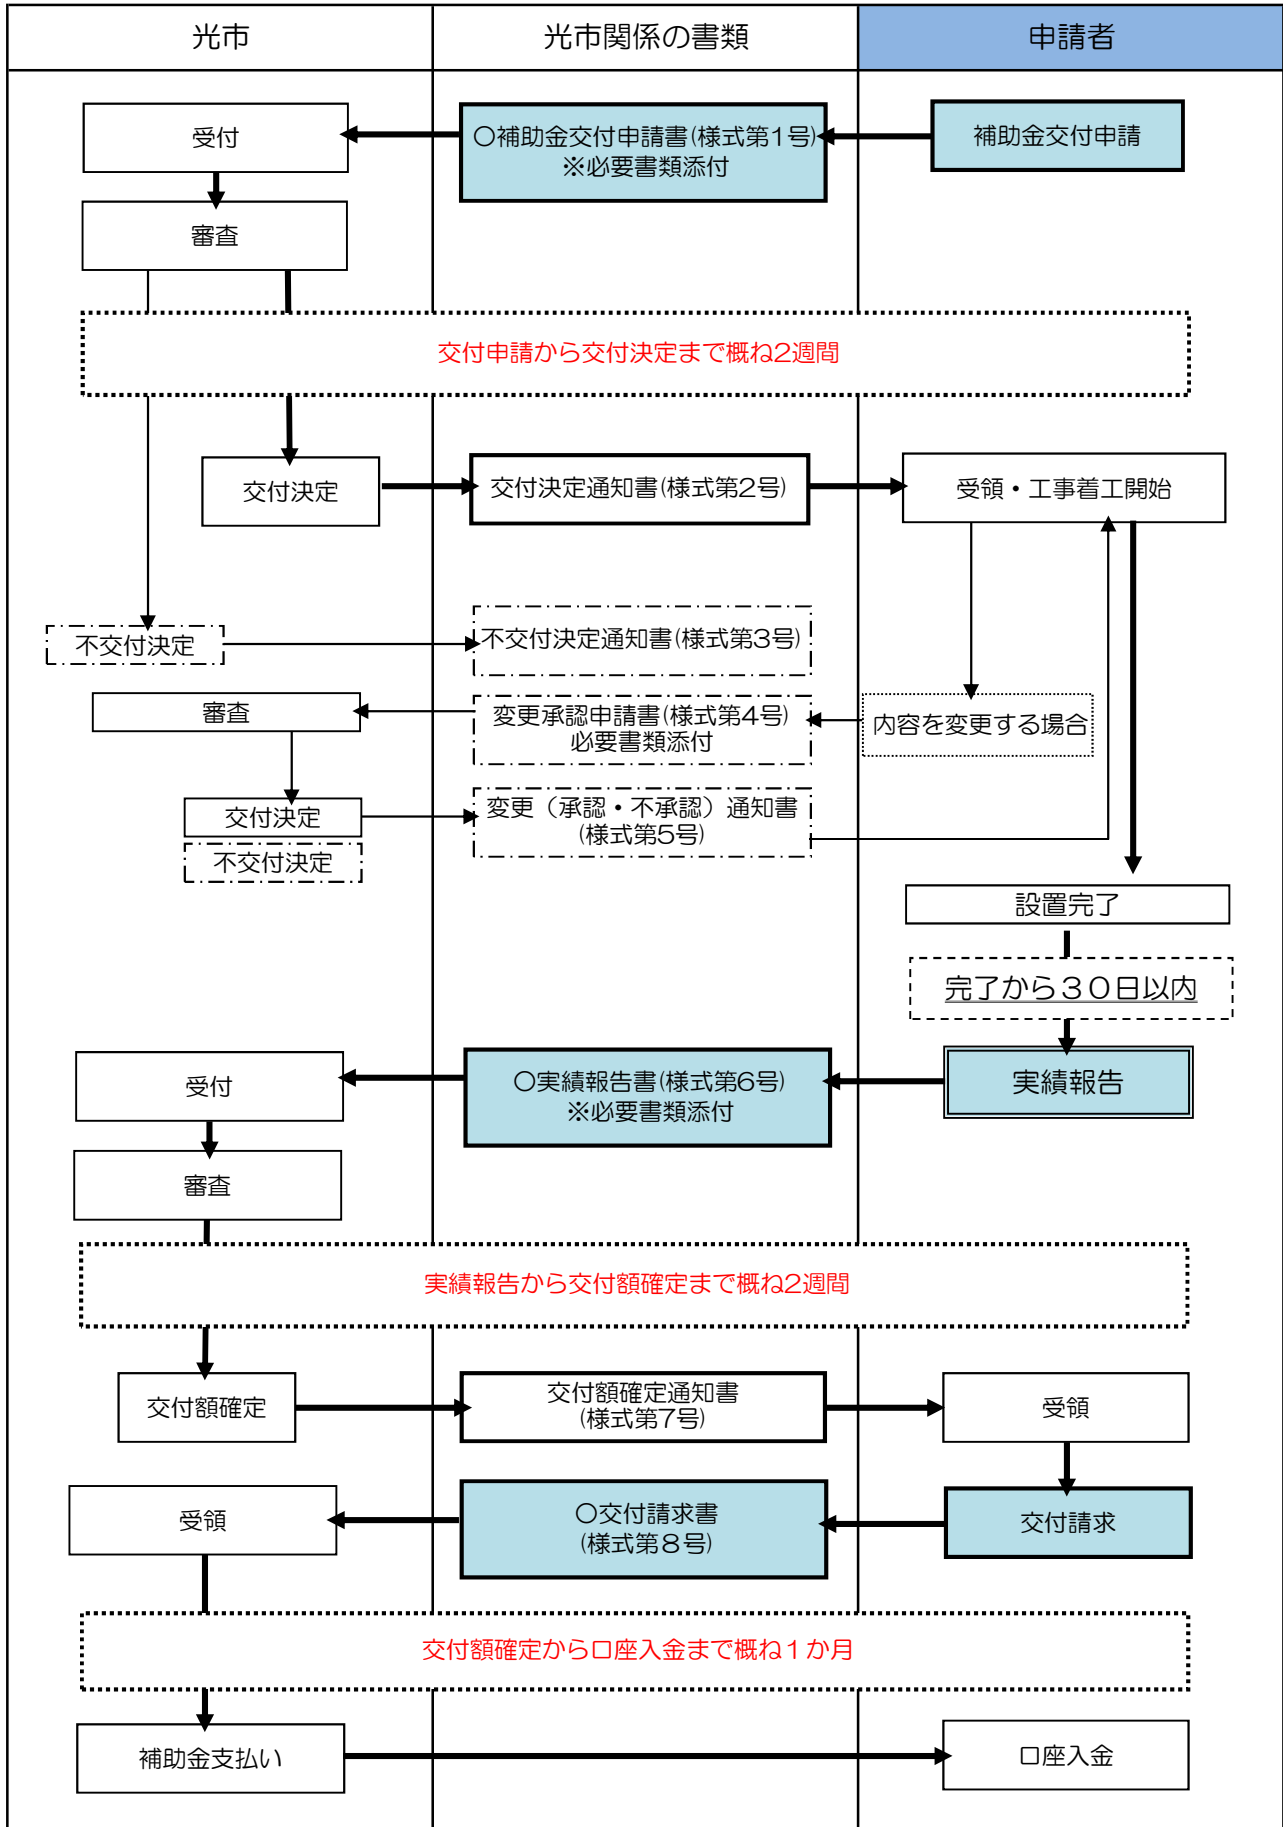 光市
光市関係の書類
申請者
受付
〇補助金交付申請書(様式第1号)
※必要書類添付
補助金交付申請
審査
交付申請から交付決定まで概ね2週間
交付決定
交付決定通知書(様式第2号)
受領・工事着工開始
不交付決定
不交付決定通知書(様式第3号)
審査
変更承認申請書(様式第4号)
必要書類添付
内容を変更する場合
交付決定
変更（承認・不承認）通知書
(様式第5号)
不交付決定
設置完了
完了から３０日以内
受付
〇実績報告書(様式第6号)
※必要書類添付
実績報告
審査
実績報告から交付額確定まで概ね2週間
交付額確定
交付額確定通知書
(様式第7号)
受領
受領
〇交付請求書
(様式第８号)
交付請求
交付額確定から口座入金まで概ね１か月
補助金支払い
口座入金